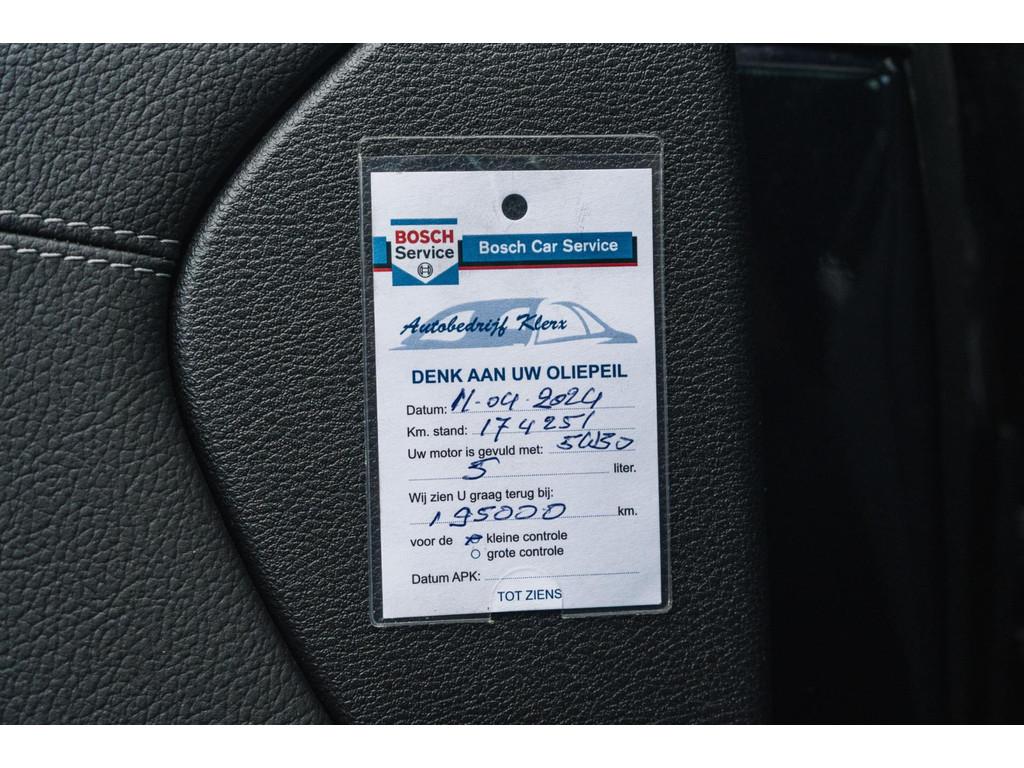 BOSCH
Service
Bosch Car Service
Autobedrijf Klerx
DENK AAN UW OLIEPEIL
Datum: 11-04-2024
Km. stand: 174251
Uw motor is gevuld met: 5W30
5 liter.
Wij zien U graag terug bij:
195000 km.
voor de kleine controle
grote controle
Datum APK:
TOT ZIENS